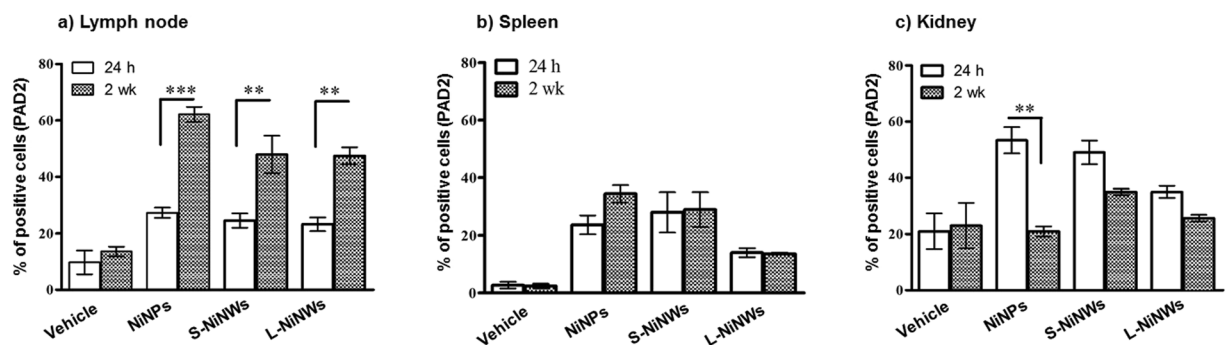 a) Lymph node
% of positive cells (PAD2)
80
60
40
20
0
24 h
2 wk
***
**
**
Vehicle
NiNPs
S-NiNWs
L-NiNWs
b) Spleen
% of positive cells (PAD2)
80
60
40
20
0
24 h
2 wk
Vehicle
NiNPs
S-NiNWs
L-NiNWs
c) Kidney
% of positive cells (PAD2)
80
60
40
20
0
24 h
2 wk
**
Vehicle
NiNPs
S-NiNWs
L-NiNWs